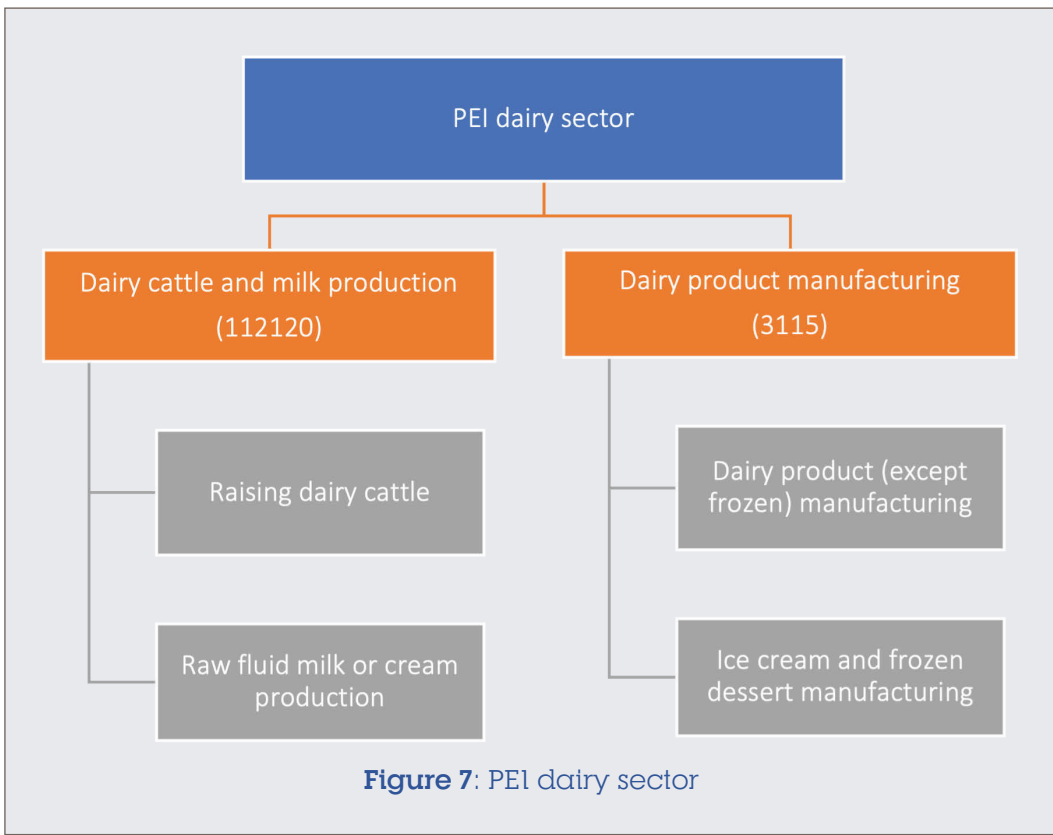 PEI dairy sector
Dairy cattle and milk production
(112120)
Dairy product manufacturing
(3115)
Raising dairy cattle
Dairy product (except
frozen) manufacturing
Raw fluid milk or cream
production
Ice cream and frozen
dessert manufacturing
Figure 7: PEI dairy sector